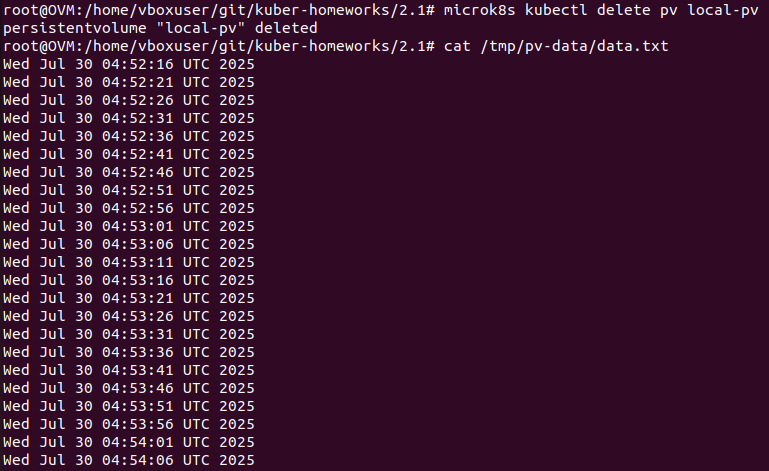 root@OVM:/home/vboxuser/git/kuber-homeworks/2.1# microk8s kubectl delete pv local-pv
persistentvolume "local-pv" deleted
root@OVM:/home/vboxuser/git/kuber-homeworks/2.1# cat /tmp/pv-data/data.txt
Wed Jul 30 04:52:16 UTC 2025
Wed Jul 30 04:52:21 UTC 2025
Wed Jul 30 04:52:26 UTC 2025
Wed Jul 30 04:52:31 UTC 2025
Wed Jul 30 04:52:36 UTC 2025
Wed Jul 30 04:52:41 UTC 2025
Wed Jul 30 04:52:46 UTC 2025
Wed Jul 30 04:52:51 UTC 2025
Wed Jul 30 04:52:56 UTC 2025
Wed Jul 30 04:53:01 UTC 2025
Wed Jul 30 04:53:06 UTC 2025
Wed Jul 30 04:53:11 UTC 2025
Wed Jul 30 04:53:16 UTC 2025
Wed Jul 30 04:53:21 UTC 2025
Wed Jul 30 04:53:26 UTC 2025
Wed Jul 30 04:53:31 UTC 2025
Wed Jul 30 04:53:36 UTC 2025
Wed Jul 30 04:53:41 UTC 2025
Wed Jul 30 04:53:46 UTC 2025
Wed Jul 30 04:53:51 UTC 2025
Wed Jul 30 04:53:56 UTC 2025
Wed Jul 30 04:54:01 UTC 2025
Wed Jul 30 04:54:06 UTC 2025